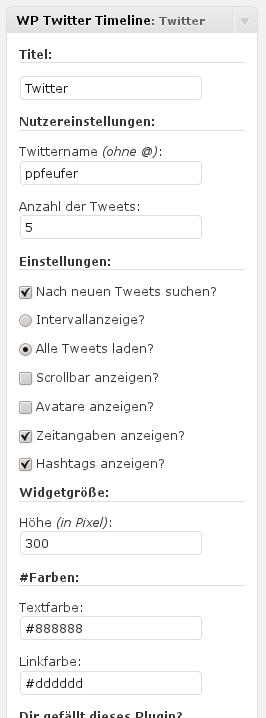 WP Twitter Timeline: Twitter
Titel:
Twitter
Nutzereinstellungen:
Twittername (ohne @):
ppfeufer
Anzahl der Tweets:
5
Einstellungen:
Nach neuen Tweets suchen?
Intervallanzeige?
Alle Tweets laden?
Scrollbar anzeigen?
Avatare anzeigen?
Zeitangaben anzeigen?
Hashtags anzeigen?
Widgetgröße:
Höhe (in Pixel):
300
#Farben:
Textfarbe:
#888888
Linkfarbe:
#dddddd
Dir gefällt dieses Plugin?